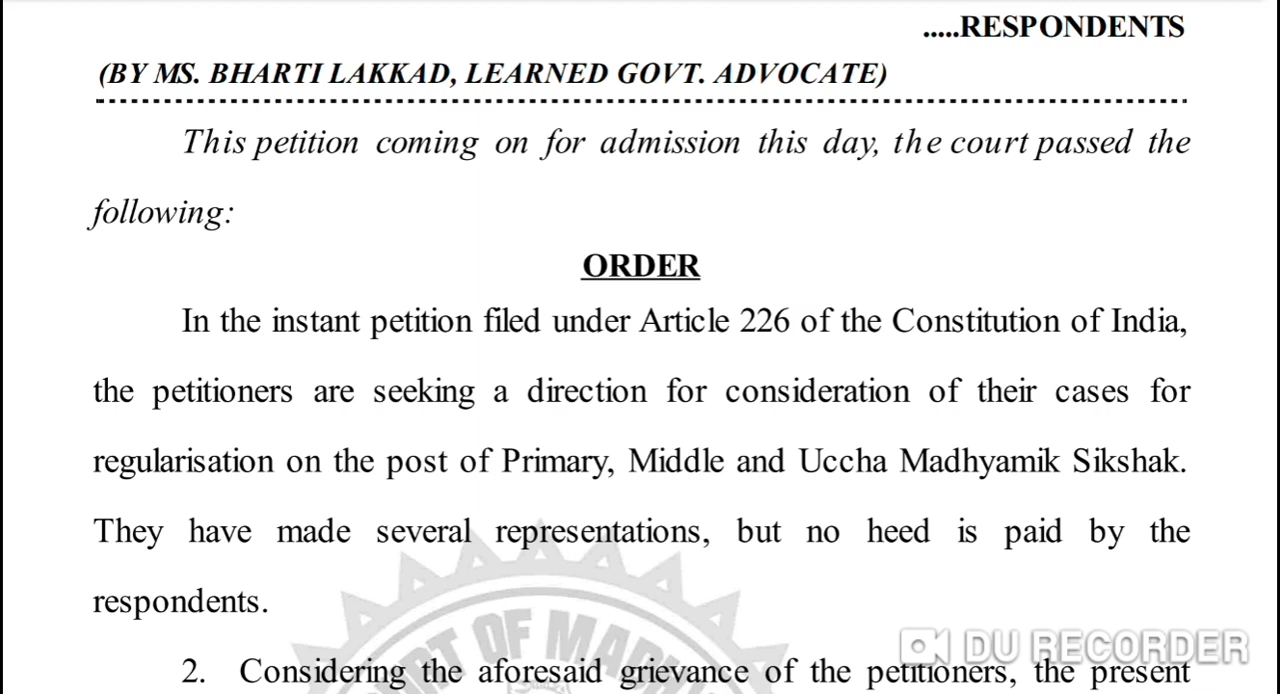 .....RESPONDENTS
(BY MS. BHARTI LAKKAD, LEARNED GOVT. ADVOCATE)
This petition coming on for admission this day, the court passed the
following:
ORDER
In the instant petition filed under Article 226 of the Constitution of India,
the petitioners are seeking a direction for consideration of their cases for
regularisation on the post of Primary, Middle and Uccha Madhyamik Sikshak.
They have made several representations, but no heed is paid by the
respondents.
2. Considering the aforesaid grievance of the petitioners, the present
DU RECORDER